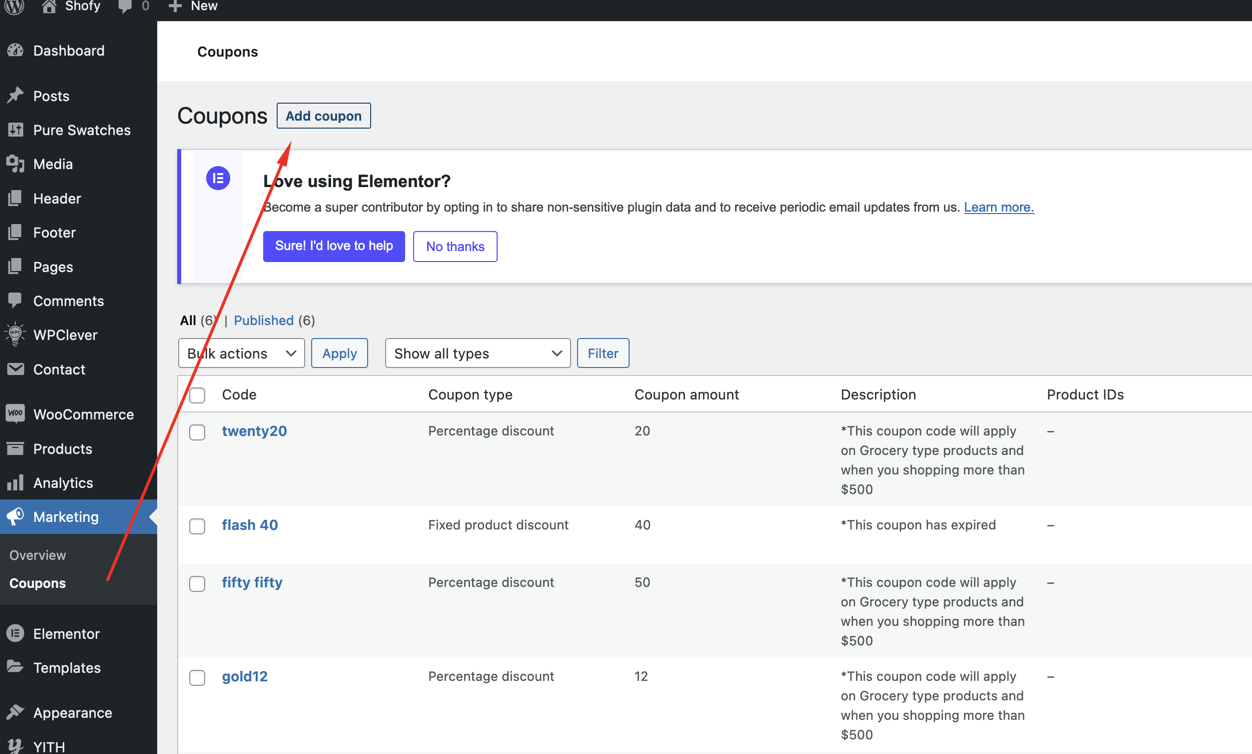 Shofy
0
New
Dashboard
Posts
Pure Swatches
Media
Header
Footer
Pages
Comments
WPClever
Contact
WooCommerce
Products
Analytics
Marketing
Overview
Coupons
Elementor
Templates
Appearance
YITH
Coupons
Coupons
Add coupon
Love using Elementor?
Become a super contributor by opting in to share non-sensitive plugin data and to receive periodic email updates from us. Learn more.
Sure! I'd love to help
No thanks
All (6) | Published (6)
Bulk actions
Apply
Show all types
Filter
Code Coupon type Coupon amount Description Product IDs
twenty20 Percentage discount 20 *This coupon code will apply –
on Grocery type products and
when you shopping more than
$500
flash 40 Fixed product discount 40 *This coupon has expired –
fifty fifty Percentage discount 50 *This coupon code will apply –
on Grocery type products and
when you shopping more than
$500
gold12 Percentage discount 12 *This coupon code will apply –
on Grocery type products and
when you shopping more than
$500